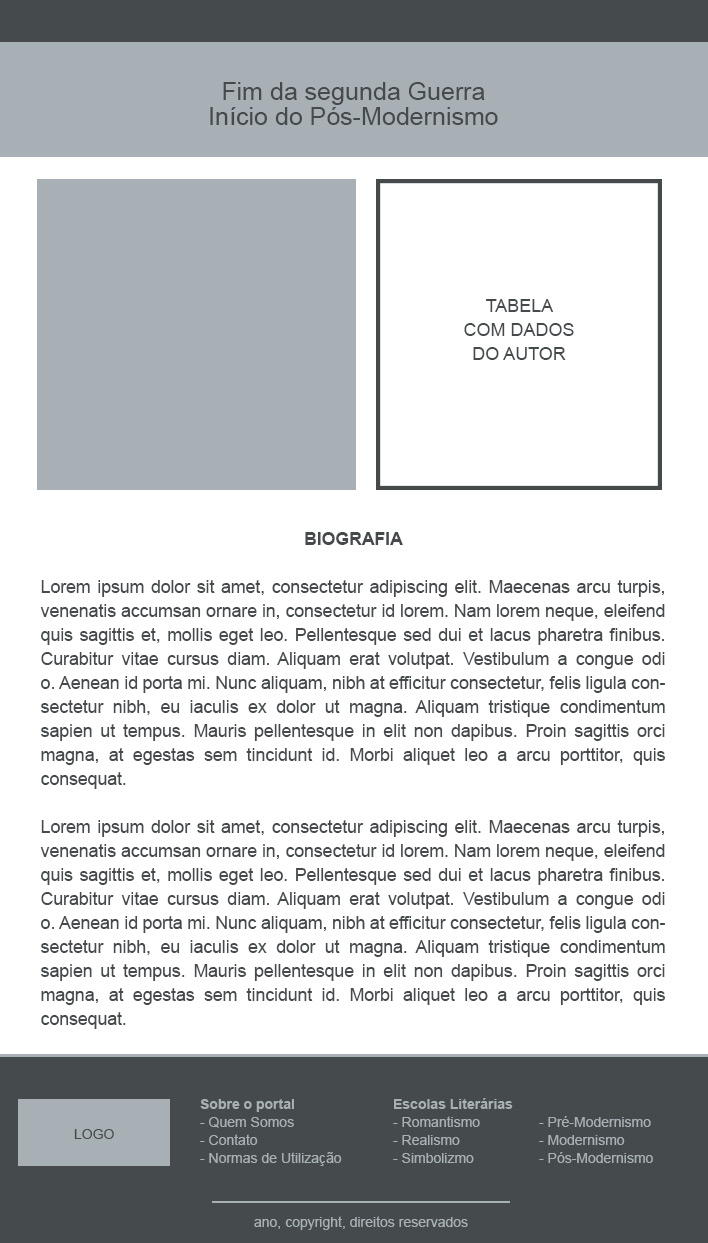 Fim da segunda Guerra
Início do Pós-Modernismo
TABELA
COM DADOS
DO AUTOR
BIOGRAFIA
Lorem ipsum dolor sit amet, consectetur adipiscing elit. Maecenas arcu turpis,
venenatis accumsan ornare in, consectetur id lorem. Nam lorem neque, eleifend
quis sagittis et, mollis eget leo. Pellentesque sed dui et lacus pharetra finibus.
Curabitur vitae cursus diam. Aliquam erat volutpat. Vestibulum a congue odi
o. Aenean id porta mi. Nunc aliquam, nibh at efficitur consectetur, felis ligula con-
sectetur nibh, eu iaculis ex dolor ut magna. Aliquam tristique condimentum
sapien ut tempus. Mauris pellentesque in elit non dapibus. Proin sagittis orci
magna, at egestas sem tincidunt id. Morbi aliquet leo a arcu porttitor, quis
consequat.
Lorem ipsum dolor sit amet, consectetur adipiscing elit. Maecenas arcu turpis,
venenatis accumsan ornare in, consectetur id lorem. Nam lorem neque, eleifend
quis sagittis et, mollis eget leo. Pellentesque sed dui et lacus pharetra finibus.
Curabitur vitae cursus diam. Aliquam erat volutpat. Vestibulum a congue odi
o. Aenean id porta mi. Nunc aliquam, nibh at efficitur consectetur, felis ligula con-
sectetur nibh, eu iaculis ex dolor ut magna. Aliquam tristique condimentum
sapien ut tempus. Mauris pellentesque in elit non dapibus. Proin sagittis orci
magna, at egestas sem tincidunt id. Morbi aliquet leo a arcu porttitor, quis
consequat.
LOGO
Sobre o portal
- Quem Somos
- Contato
- Normas de Utilização
Escolas Literárias
- Romantismo
- Realismo
- Simbolizmo
- Pré-Modernismo
- Modernismo
- Pós-Modernismo
ano, copyright, direitos reservados